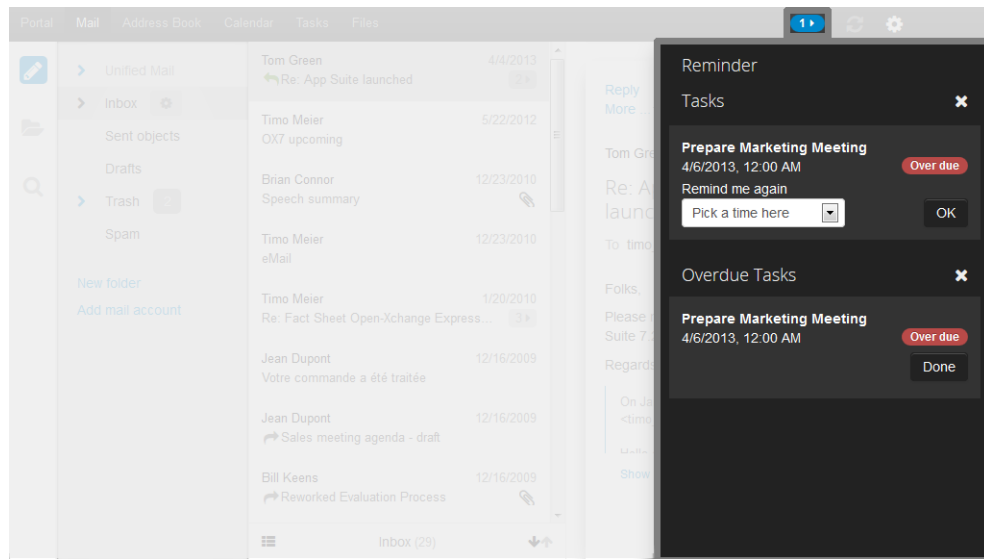 Portal Mail Address Book Calendar Tasks Files
1
Unified Mail
Inbox
Sent objects
Drafts
Trash 2
Spam
New folder
Add mail account
Tom Green 4/4/2013
Re: App Suite launched 2
Timo Meier 5/22/2012
OX7 upcoming
Brian Connor 12/23/2010
Speech summary
Timo Meier 12/23/2010
eMail
Timo Meier 1/20/2010
Re: Fact Sheet Open-Xchange Express... 3
Jean Dupont 12/16/2009
Votre commande a été traitée
Jean Dupont 12/16/2009
Sales meeting agenda - draft
Bill Keens 12/16/2009
Reworked Evaluation Process
Inbox (29)
Reply
More
Tom Gre
Re: A
launc
To timo
Folks,
Please
Suite 7.
Regards
On Ja
<timo
Hello
Show
Reminder
Tasks
Prepare Marketing Meeting
4/6/2013, 12:00 AM Over due
Remind me again
Pick a time here OK
Overdue Tasks
Prepare Marketing Meeting
4/6/2013, 12:00 AM Over due
Done